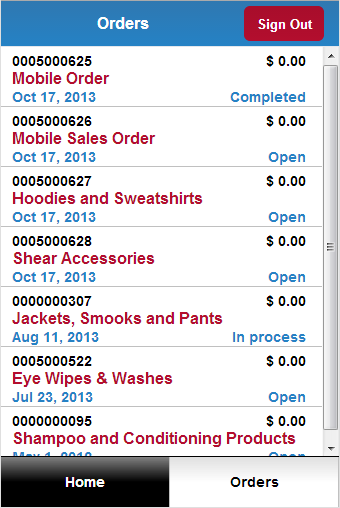 Orders Sign Out
0005000625 $ 0.00
Mobile Order
Oct 17, 2013 Completed
0005000626 $ 0.00
Mobile Sales Order
Oct 17, 2013 Open
0005000627 $ 0.00
Hoodies and Sweatshirts
Oct 17, 2013 Open
0005000628 $ 0.00
Shear Accessories
Oct 17, 2013 Open
0000000307 $ 0.00
Jackets, Smooks and Pants
Aug 11, 2013 In process
0005000522 $ 0.00
Eye Wipes & Washes
Jul 23, 2013 Open
0000000095 $ 0.00
Shampoo and Conditioning Products
May 1, 2010 Open
Home Orders